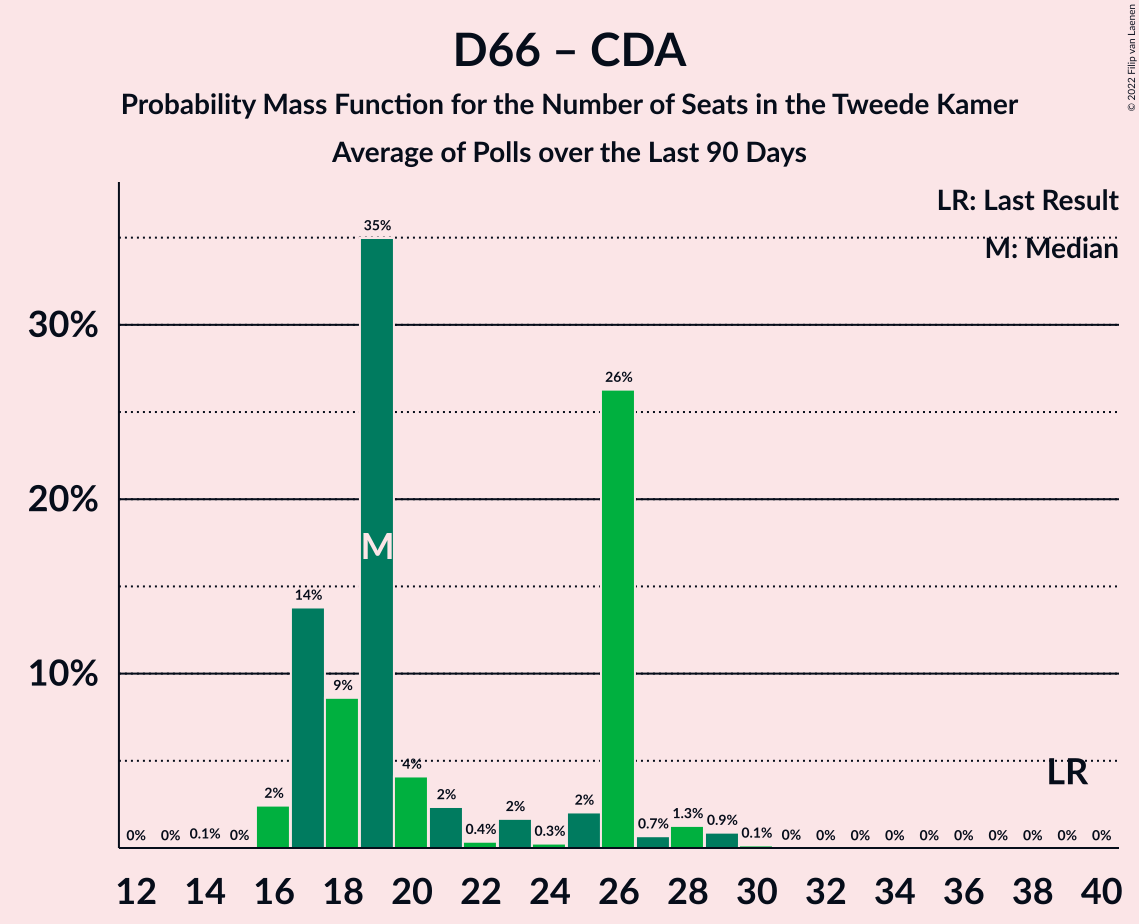 D66 – CDA
Probability Mass Function for the Number of Seats in the Tweede Kamer
Average of Polls over the Last 90 Days
© 2022 Filip van Laenen
LR: Last Result
M: Median
35%
30%
26%
20%
M
14%
10%
9%
LR
4%
2%
2%
2%
2%
1.3%
0% 0% 0.1% 0% 0.4% 0.3% 0.7% 0.9% 0.1% 0% 0% 0% 0% 0% 0% 0% 0% 0% 0%
12 14 16 18 20 22 24 26 28 30 32 34 36 38 40